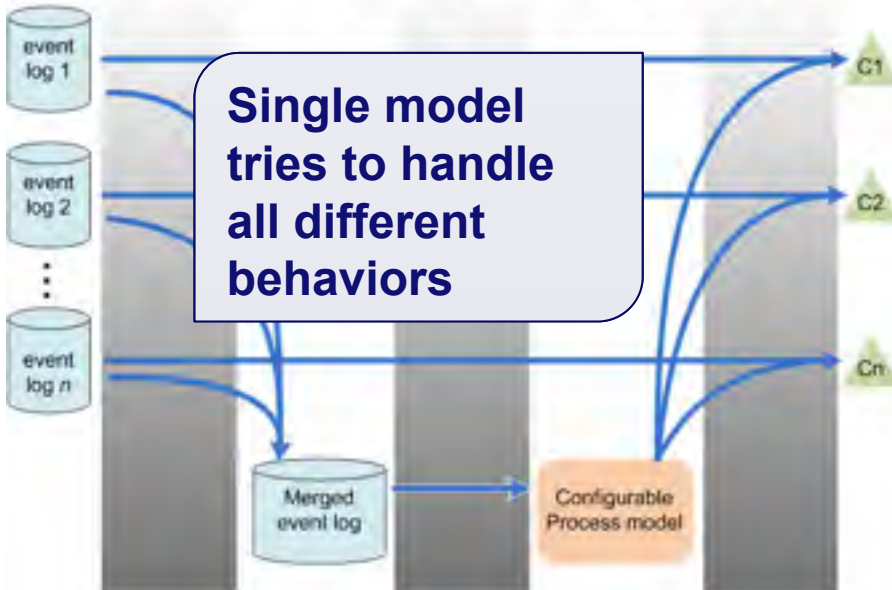 event
log 1
C1
Single model
tries to handle
all different
behaviors
event
log 2
C2
event
log n
Cn
Merged
event log
Configurable
Process model